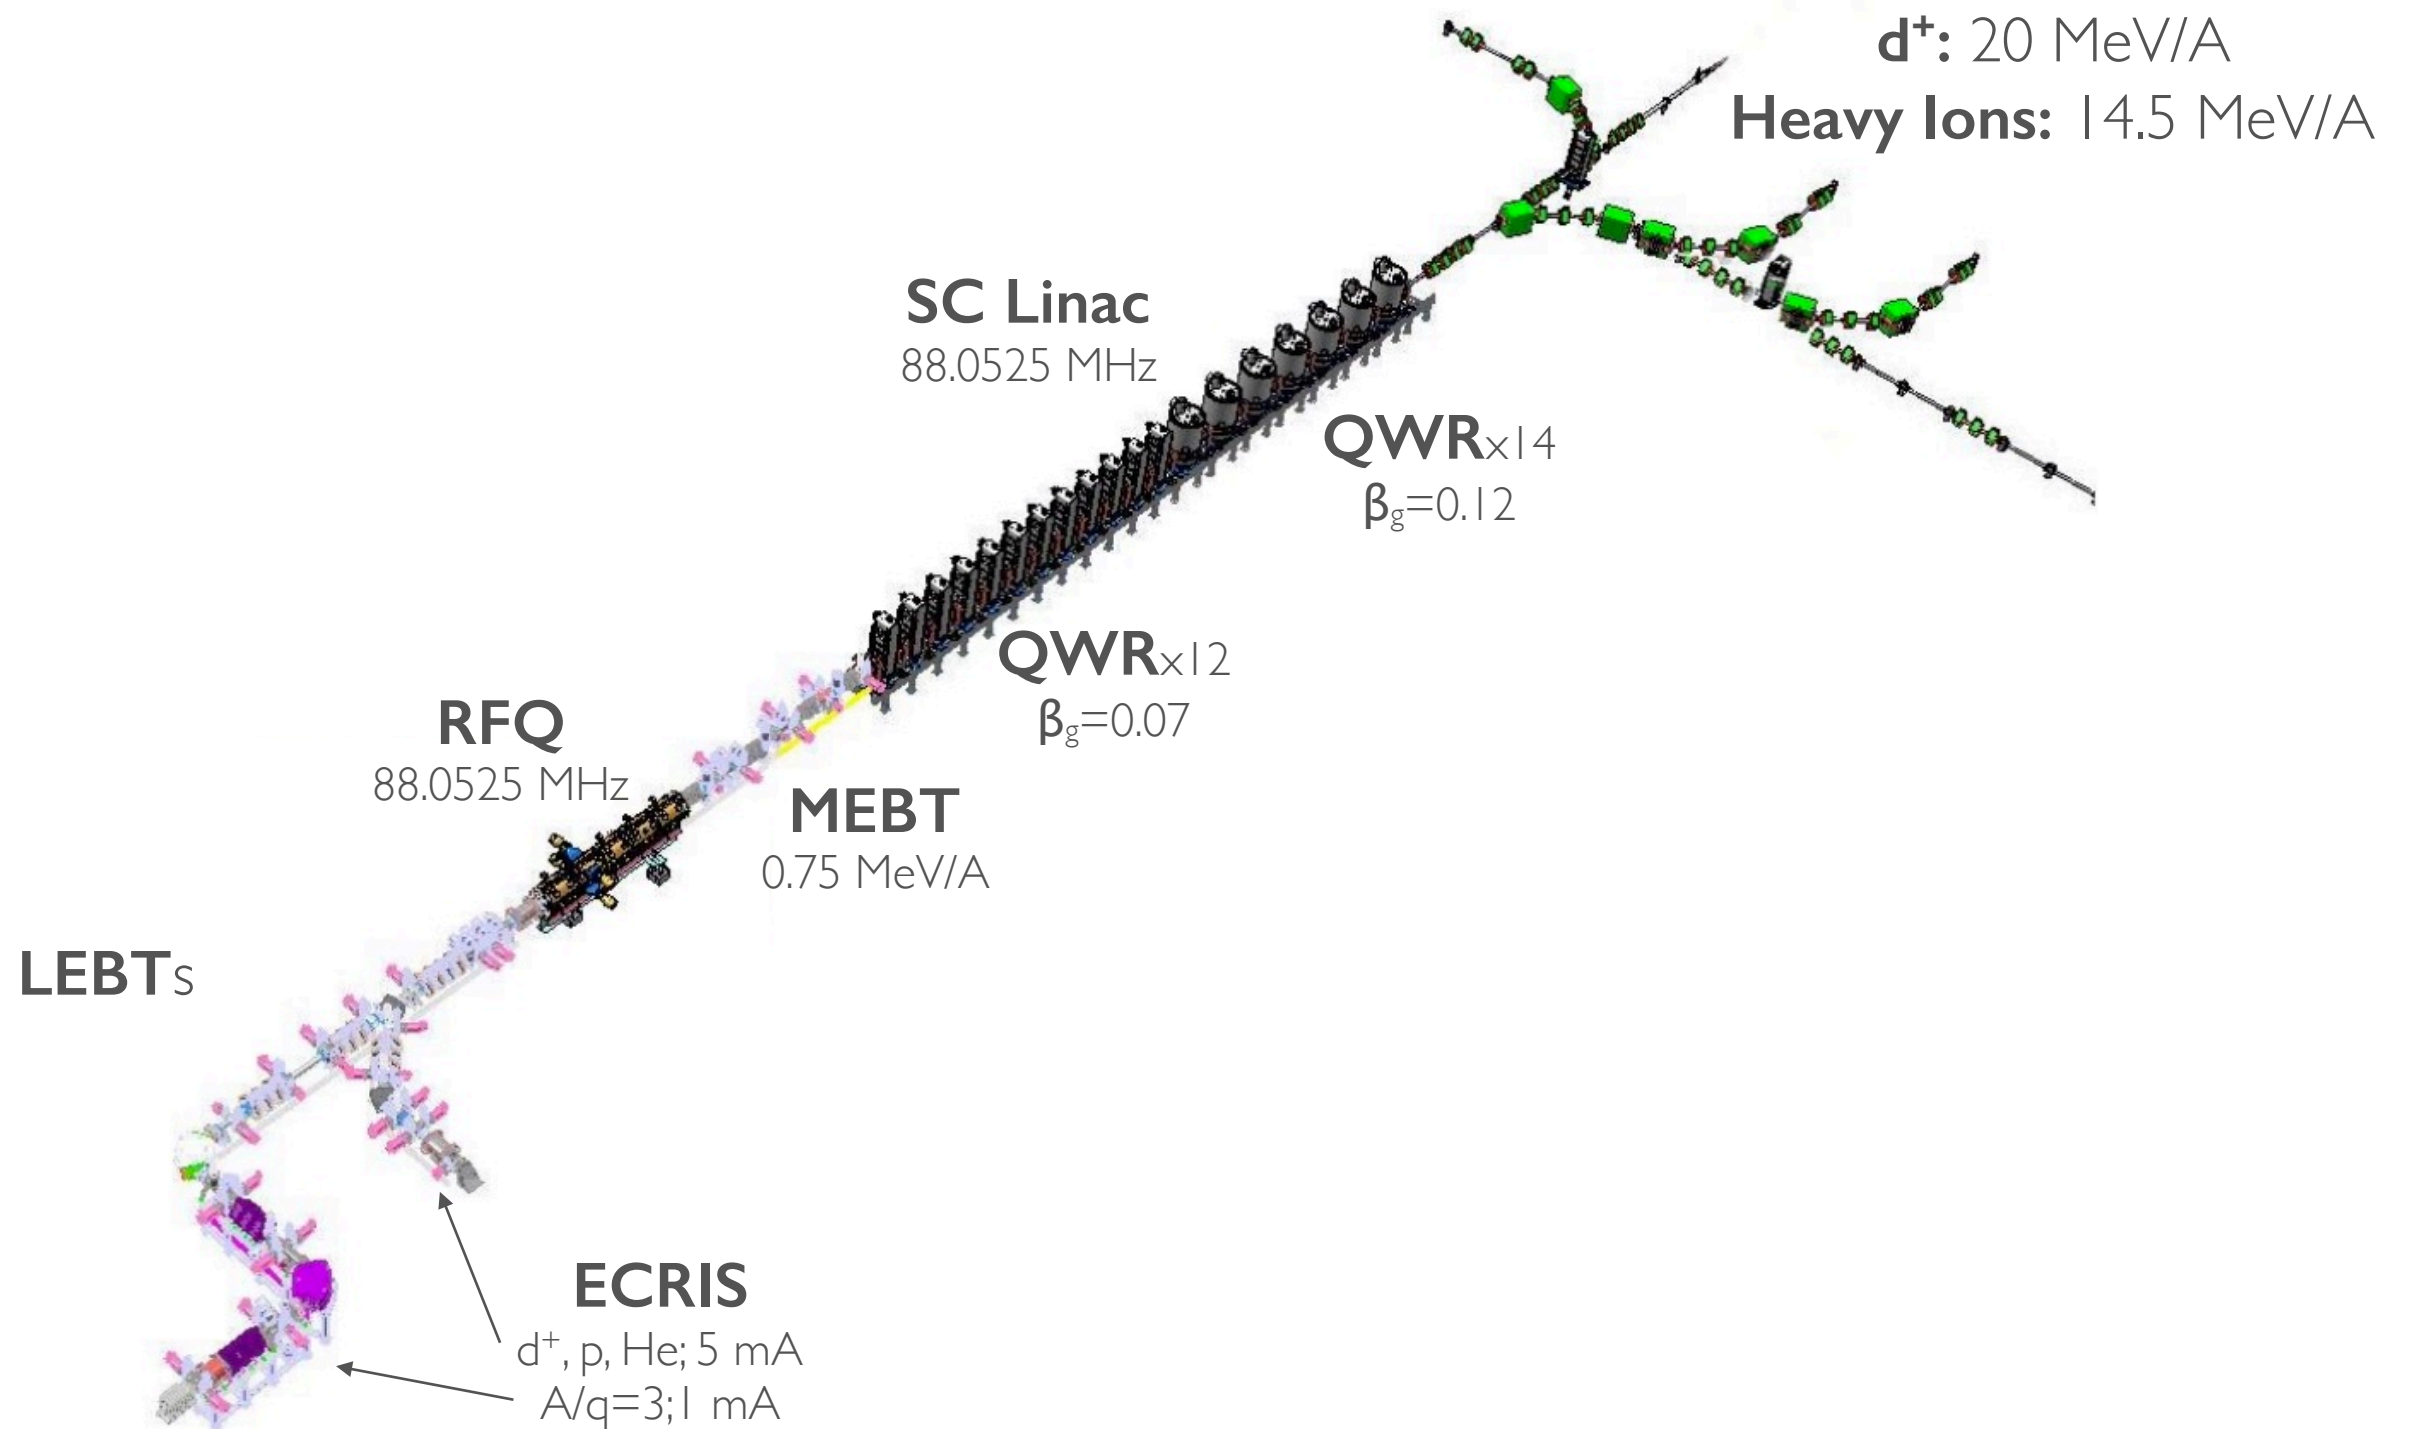 d⁺: 20 MeV/A
Heavy Ions: 14.5 MeV/A
SC Linac
88.0525 MHz
QWRx14
βg=0.12
QWRx12
βg=0.07
RFQ
88.0525 MHz
MEBT
0.75 MeV/A
LEBTs
ECRIS
d⁺, p, He; 5 mA
A/q=3;1 mA